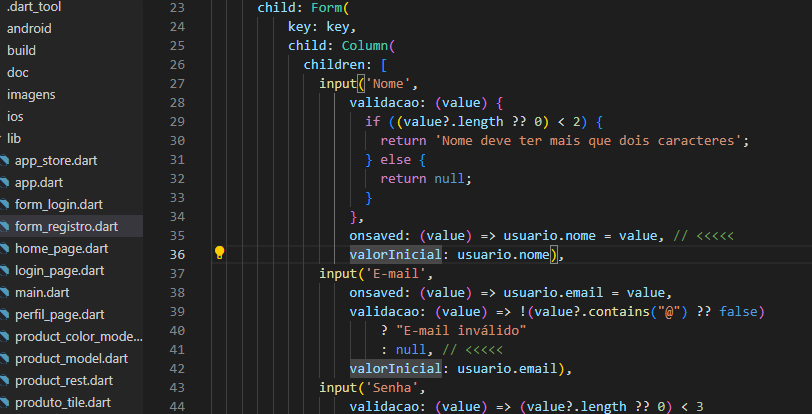 .dart_tool
android
build
doc
imagens
ios
lib
app_store.dart
app.dart
form_login.dart
form_registro.dart
home_page.dart
login_page.dart
main.dart
perfil_page.dart
product_color_mode...
product_model.dart
product_rest.dart
produto_tile.dart
23 child: Form(
24 key: key,
25 child: Column(
26 children: [
27 input('Nome',
28 validacao: (value) {
29 if ((value?.length ?? 0) < 2) {
30 return 'Nome deve ter mais que dois caracteres';
31 } else {
32 return null;
33 }
34 },
35 onsaved: (value) => usuario.nome = value, // <<<<<
36 valorInicial: usuario.nome),
37 input('E-mail',
38 onsaved: (value) => usuario.email = value,
39 validacao: (value) => !(value?.contains("@") ?? false)
40 ? "E-mail inválido"
41 : null, // <<<<<
42 valorInicial: usuario.email),
43 input('Senha',
44 validacao: (value) => (value?.length ?? 0) < 3